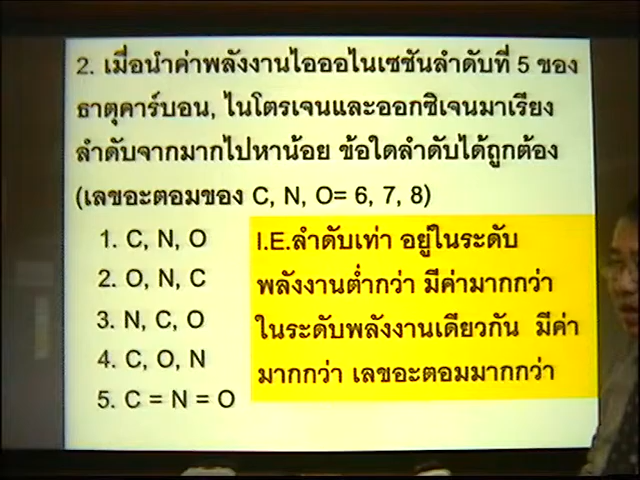 2. เมื่อนำค่าพลังงานไอออไนเซชันลำดับที่ 5 ของ
ธาตุคาร์บอน, ไนโตรเจนและออกซิเจนมาเรียง
ลำดับจากมากไปหาน้อย ข้อใดลำดับได้ถูกต้อง
(เลขอะตอมของ C, N, O= 6, 7, 8)
1. C, N, O
2. O, N, C
3. N, C, O
4. C, O, N
5. C = N = O
I.E.ลำดับเท่า อยู่ในระดับ
พลังงานต่ำกว่า มีค่ามากกว่า
ในระดับพลังงานเดียวกัน มีค่า
มากกว่า เลขอะตอมมากกว่า